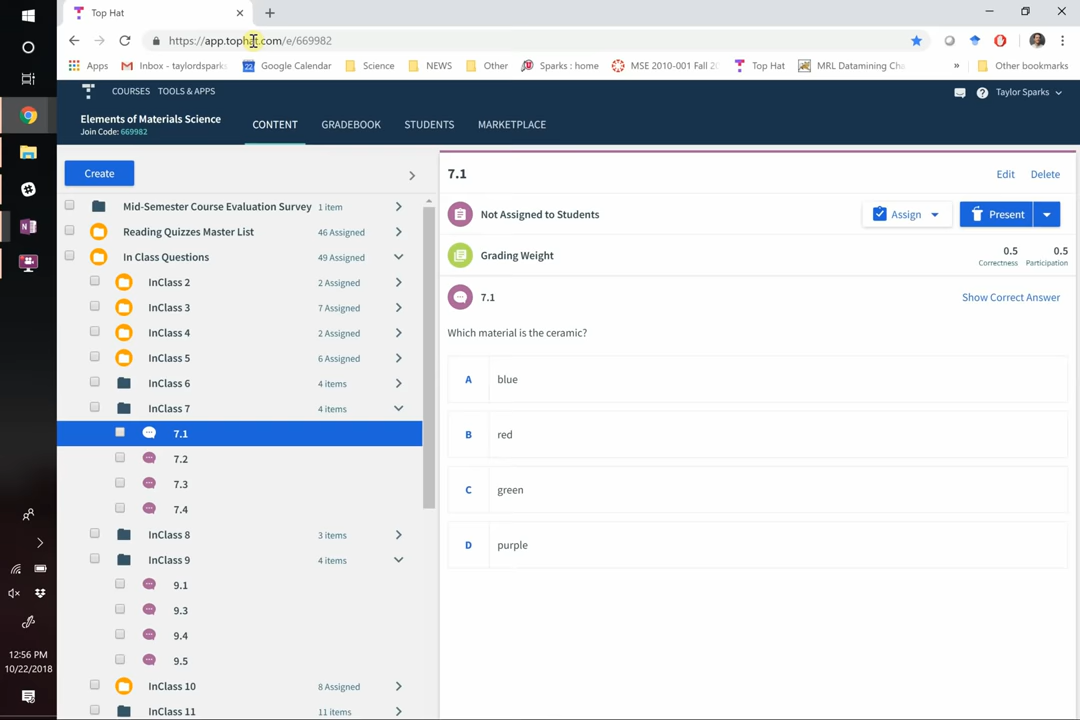 Top Hat
https://app.tophat.com/e/669982
Apps
Inbox - taylordsparks
Google Calendar
Science
NEWS
Other
Sparks : home
MSE 2010-001 Fall 20
Top Hat
MRL Datamining Cha
»
Other bookmarks
COURSES TOOLS & APPS
Taylor Sparks
Elements of Materials Science
Join Code: 669982
CONTENT
GRADEBOOK
STUDENTS
MARKETPLACE
Create
Mid-Semester Course Evaluation Survey 1 item
Reading Quizzes Master List 46 Assigned
In Class Questions 49 Assigned
InClass 2 2 Assigned
InClass 3 7 Assigned
InClass 4 2 Assigned
InClass 5 6 Assigned
InClass 6 4 items
InClass 7 4 items
7.1
7.2
7.3
7.4
InClass 8 3 items
InClass 9 4 items
9.1
9.3
9.4
9.5
InClass 10 8 Assigned
InClass 11 11 items
7.1
Edit Delete
Not Assigned to Students
Assign
Present
Grading Weight
0.5 0.5
Correctness Participation
7.1
Show Correct Answer
Which material is the ceramic?
A blue
B red
C green
D purple
12:56 PM
10/22/2018